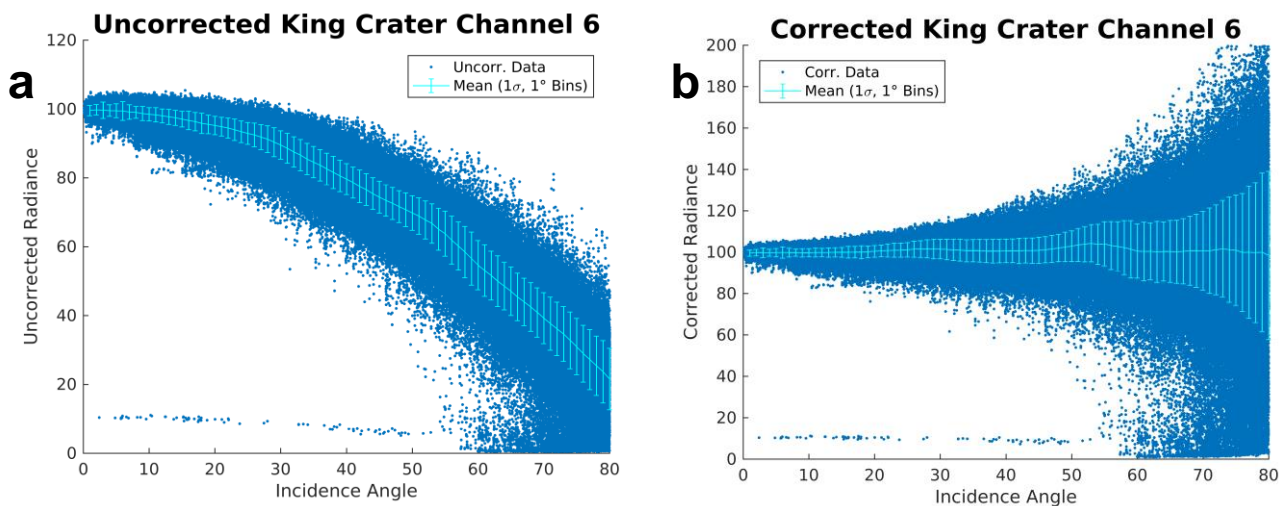 Uncorrected King Crater Channel 6
a
Uncorr. Data
Mean (1σ, 1° Bins)
Uncorrected Radiance
120
100
80
60
40
20
0
0 10 20 30 40 50 60 70 80
Incidence Angle
Corrected King Crater Channel 6
b
Corr. Data
Mean (1σ, 1° Bins)
Corrected Radiance
200
180
160
140
120
100
80
60
40
20
0
0 10 20 30 40 50 60 70 80
Incidence Angle